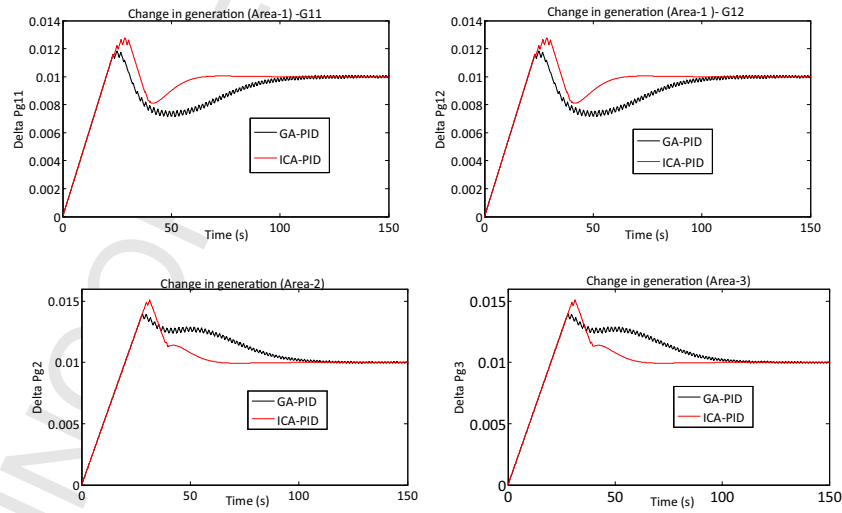 Change in generation (Area-1) -G11
0.014
0.012
0.01
0.008
0.006
0.004
0.002
0
Delta Pg11
GA-PID
ICA-PID
0
50
100
150
Time (s)
Change in generation (Area-1 )- G12
0.014
0.012
0.01
0.008
0.006
0.004
0.002
0
Delta Pg12
GA-PID
ICA-PID
0
50
100
150
Time (s)
Change in generation (Area-2)
0.015
0.01
0.005
0
Delta Pg2
GA-PID
ICA-PID
0
50
100
150
Time (s)
Change in generation (Area-3)
0.015
0.01
0.005
0
Delta Pg3
GA-PID
ICA-PID
0
50
100
150
Time (s)